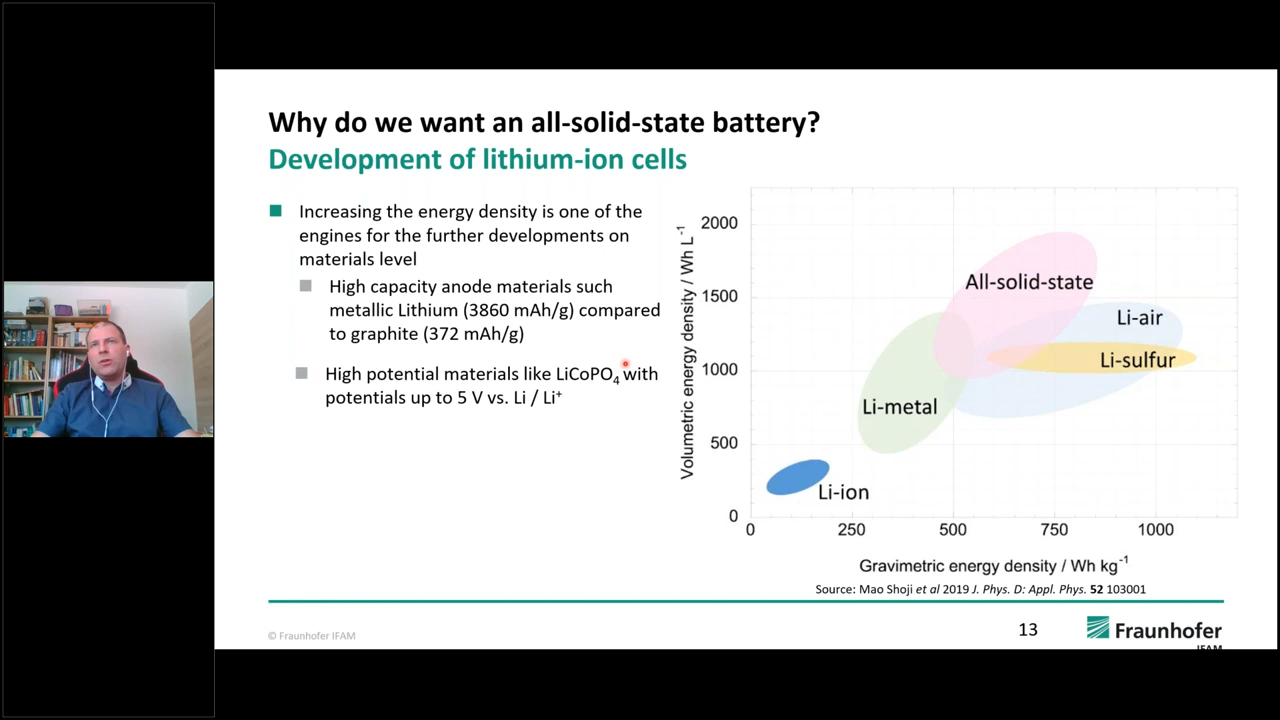 Why do we want an all-solid-state battery?
Development of lithium-ion cells
Increasing the energy density is one of the
engines for the further developments on
materials level
High capacity anode materials such
metallic Lithium (3860 mAh/g) compared
to graphite (372 mAh/g)
High potential materials like LiCoPO₄ with
potentials up to 5 V vs. Li / Li⁺
Volumetric energy density / Wh L⁻¹
2000
1500
1000
500
0
All-solid-state
Li-air
Li-sulfur
Li-metal
Li-ion
0 250 500 750 1000
Gravimetric energy density / Wh kg⁻¹
Source: Mao Shoji et al 2019 J. Phys. D: Appl. Phys. 52 103001
© Fraunhofer IFAM
13
Fraunhofer
IFAM